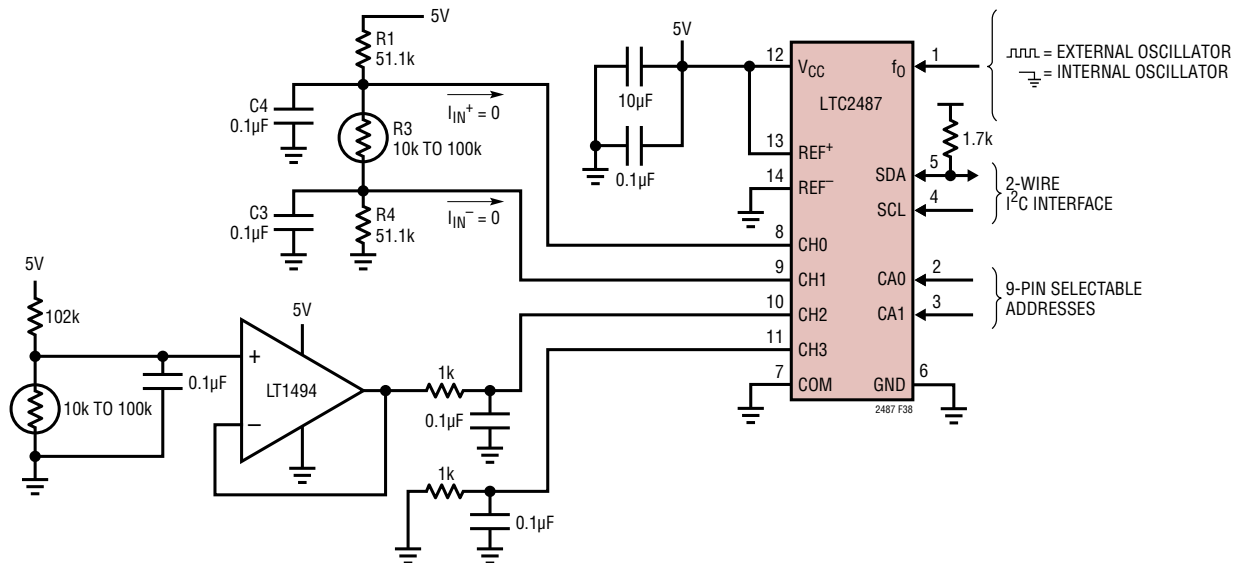 5V
R1
51.1k
C4
0.1µF
IIN+ = 0
R3
10k TO 100k
C3
0.1µF
R4
51.1k
IIN– = 0
5V
10µF
0.1µF
12
VCC
fO
1
LTC2487
13
REF+
14
REF–
8
CH0
9
CH1
10
CH2
11
CH3
7
COM
1.7k
5
SDA
4
SCL
2
CA0
3
CA1
6
GND
2487 F38
= EXTERNAL OSCILLATOR
= INTERNAL OSCILLATOR
2-WIRE
I2C INTERFACE
9-PIN SELECTABLE
ADDRESSES
5V
102k
10k TO 100k
0.1µF
5V
+
LT1494
–
1k
0.1µF
1k
0.1µF